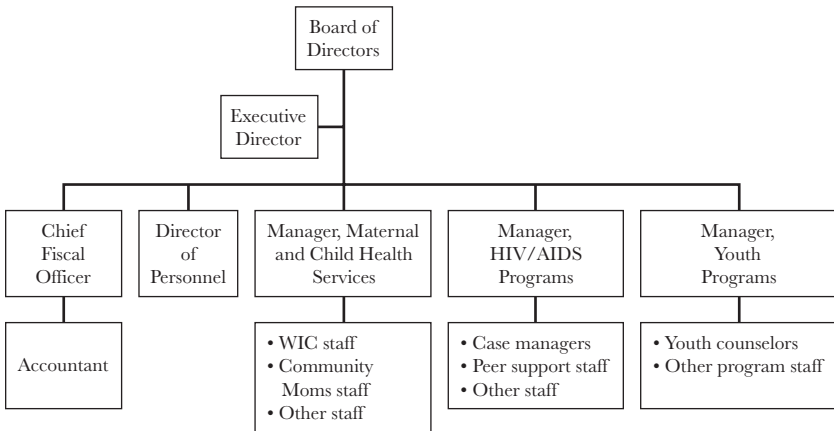 Board of
Directors
Executive
Director
Chief
Fiscal
Officer
Director
of
Personnel
Manager, Maternal
and Child Health
Services
Manager,
HIV/AIDS
Programs
Manager,
Youth
Programs
Accountant
• WIC staff
• Community
Moms staff
• Other staff
• Case managers
• Peer support staff
• Other staff
• Youth counselors
• Other program staff